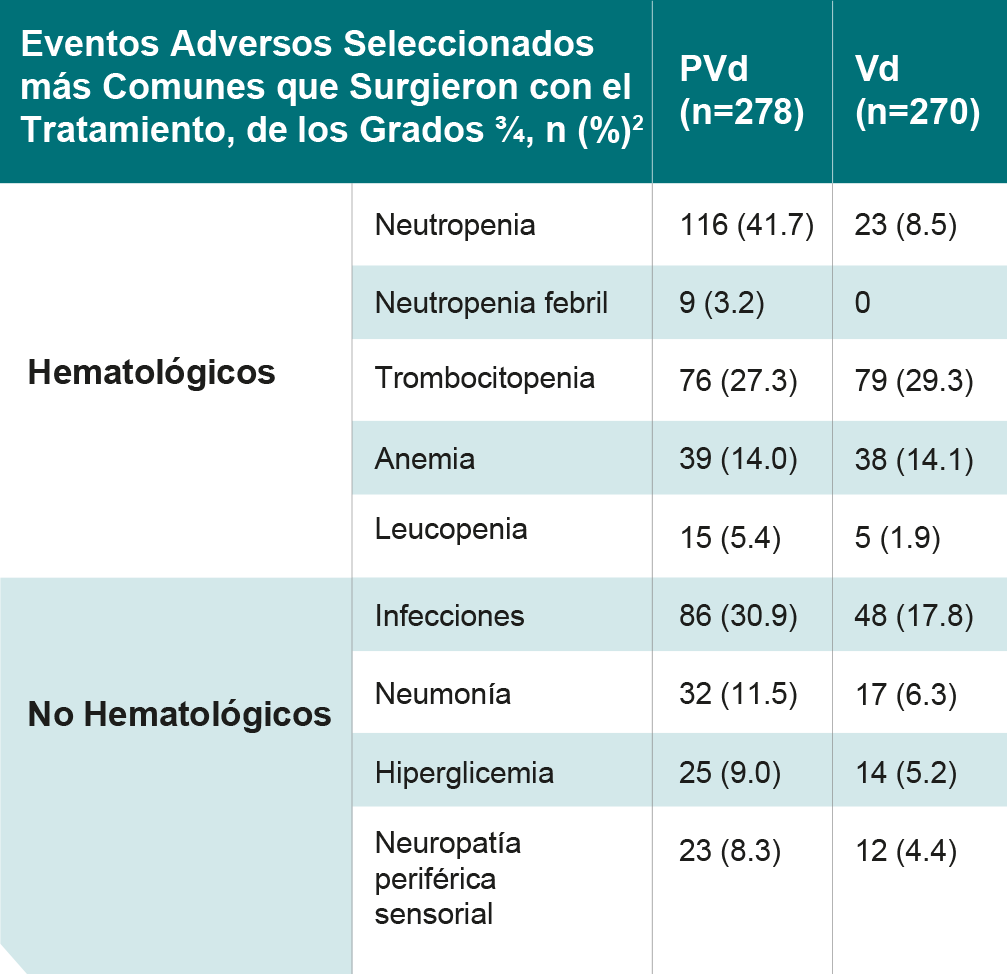 Eventos Adversos Seleccionados
más Comunes que Surgieron con el
Tratamiento, de los Grados ¾, n (%)²
PVd
(n=278)
Vd
(n=270)
Hematológicos
Neutropenia 116 (41.7) 23 (8.5)
Neutropenia febril 9 (3.2) 0
Trombocitopenia 76 (27.3) 79 (29.3)
Anemia 39 (14.0) 38 (14.1)
Leucopenia 15 (5.4) 5 (1.9)
No Hematológicos
Infecciones 86 (30.9) 48 (17.8)
Neumonía 32 (11.5) 17 (6.3)
Hiperglicemia 25 (9.0) 14 (5.2)
Neuropatía
periférica
sensorial
23 (8.3) 12 (4.4)